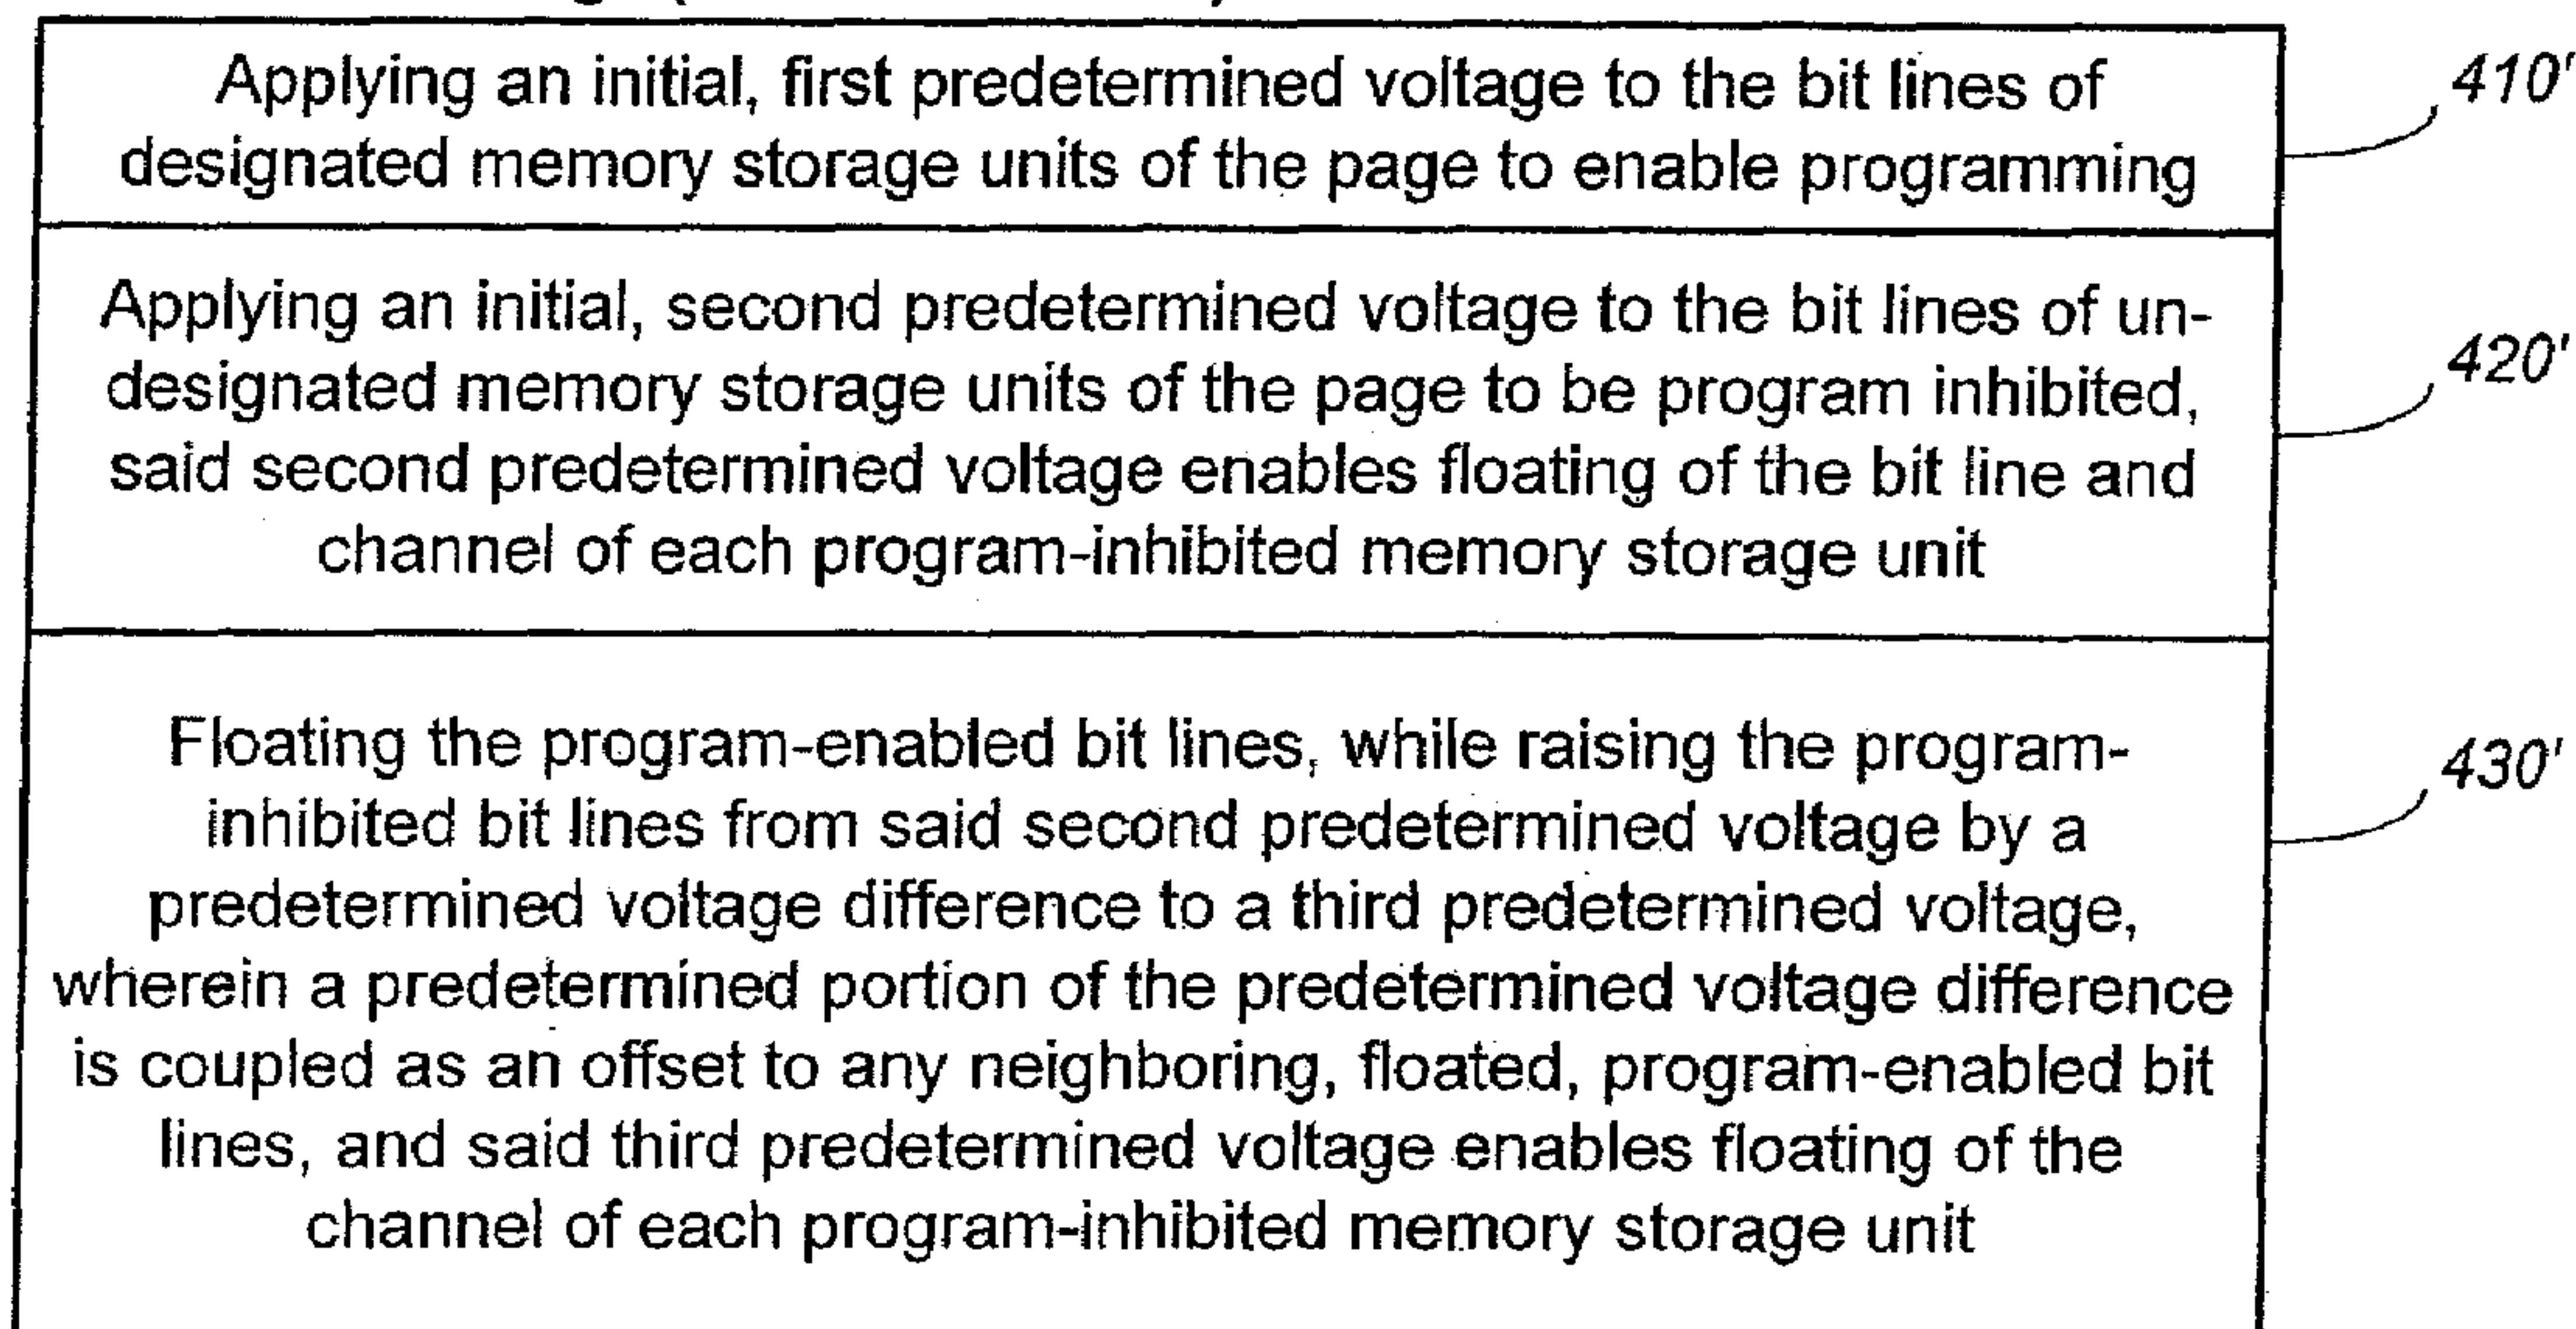 Applying an initial, first predetermined voltage to the bit lines of
designated memory storage units of the page to enable programming
410'
Applying an initial, second predetermined voltage to the bit lines of un-
designated memory storage units of the page to be program inhibited,
said second predetermined voltage enables floating of the bit line and
channel of each program-inhibited memory storage unit
420'
Floating the program-enabled bit lines, while raising the program-
inhibited bit lines from said second predetermined voltage by a
predetermined voltage difference to a third predetermined voltage,
wherein a predetermined portion of the predetermined voltage difference
is coupled as an offset to any neighboring, floated, program-enabled bit
lines, and said third predetermined voltage enables floating of the
channel of each program-inhibited memory storage unit
430'